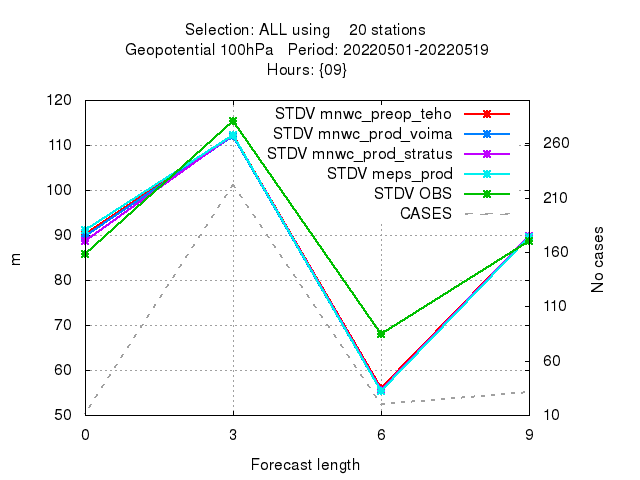 Selection: ALL using 20 stations
Geopotential 100hPa Period: 20220501-20220519
Hours: {09}
STDV mnwc_preop_teho
STDV mnwc_prod_voima
STDV mnwc_prod_stratus
STDV meps_prod
STDV OBS
CASES
120
110
100
90
80
70
60
50
m
260
210
160
110
60
10
No cases
0 3 6 9
Forecast length